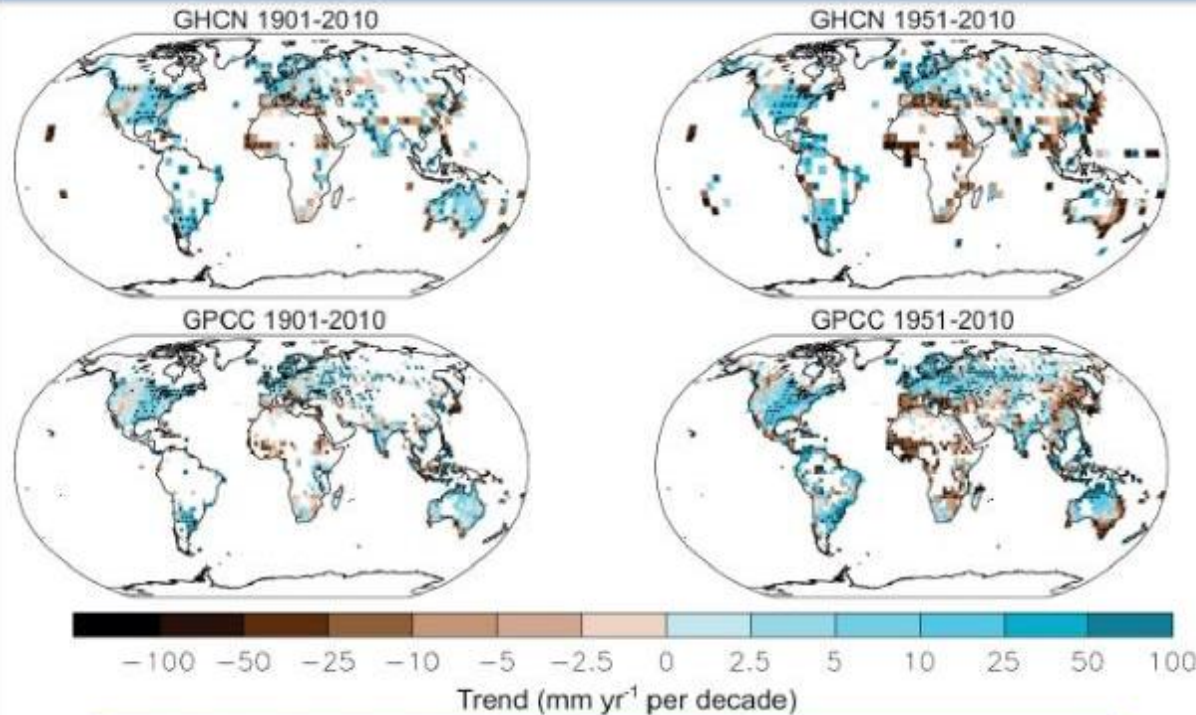 GHCN 1901-2010
GHCN 1951-2010
GPCC 1901-2010
GPCC 1951-2010
−100 −50 −25 −10 −5 −2.5 0 2.5 5 10 25 50 100
Trend (mm yr⁻¹ per decade)